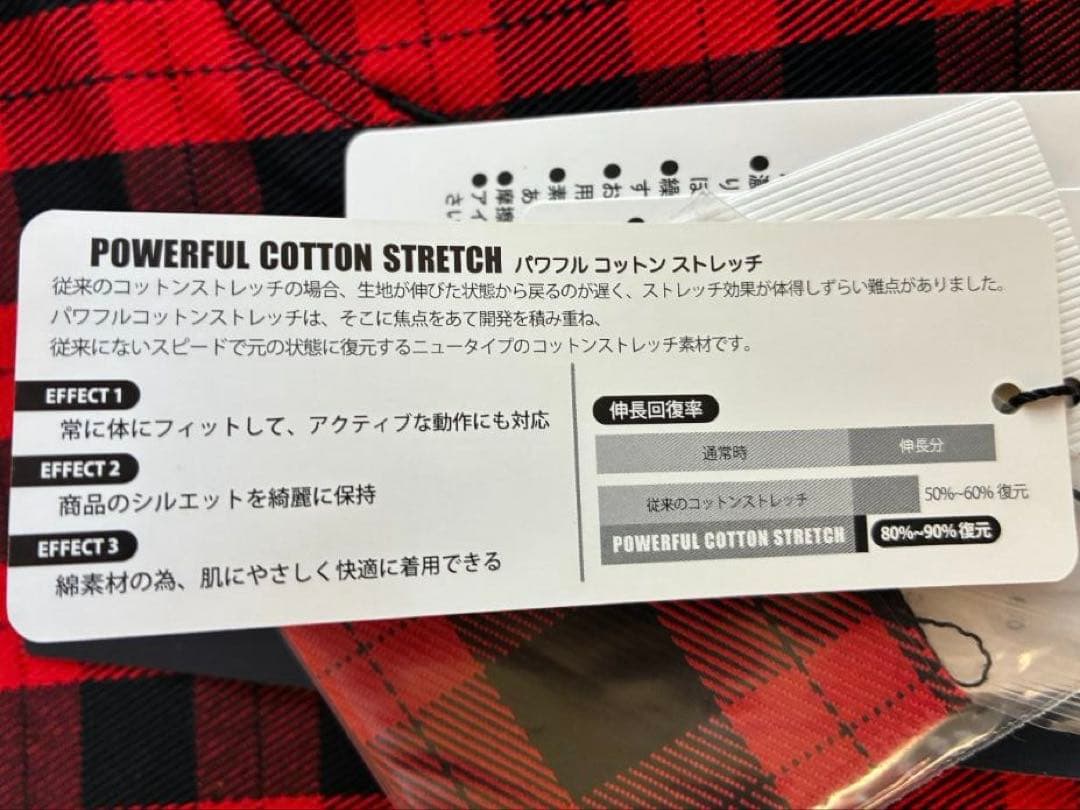 POWERFUL COTTON STRETCH パワフル コットン ストレッチ
従来のコットンストレッチの場合、生地が伸びた状態から戻るのが遅く、ストレッチ効果が体得しずらい難点がありました。
パワフルコットンストレッチは、そこに焦点をあて開発を積み重ね、
従来にないスピードで元の状態に復元するニュータイプのコットンストレッチ素材です。
EFFECT 1
常に体にフィットして、アクティブな動作にも対応
EFFECT 2
商品のシルエットを綺麗に保持
EFFECT 3
綿素材の為、肌にやさしく快適に着用できる
伸長回復率
通常時 伸長分
従来のコットンストレッチ 50%~60% 復元
POWERFUL COTTON STRETCH 80%~90% 復元